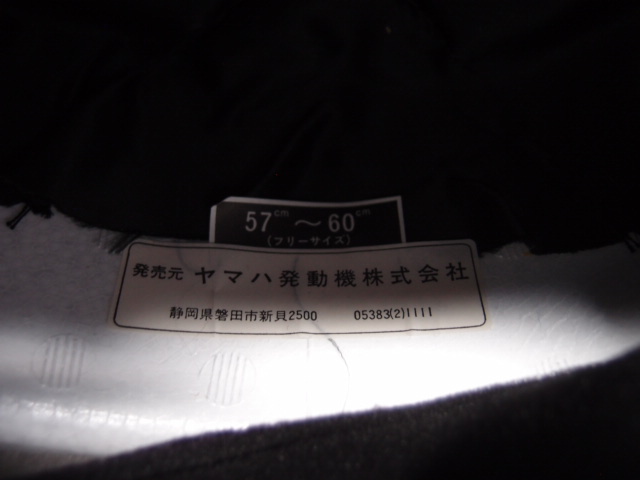 57cm～60cm
(フリーサイズ)
発売元 ヤマハ発動機株式会社
静岡県磐田市新貝2500 05383(2)1111